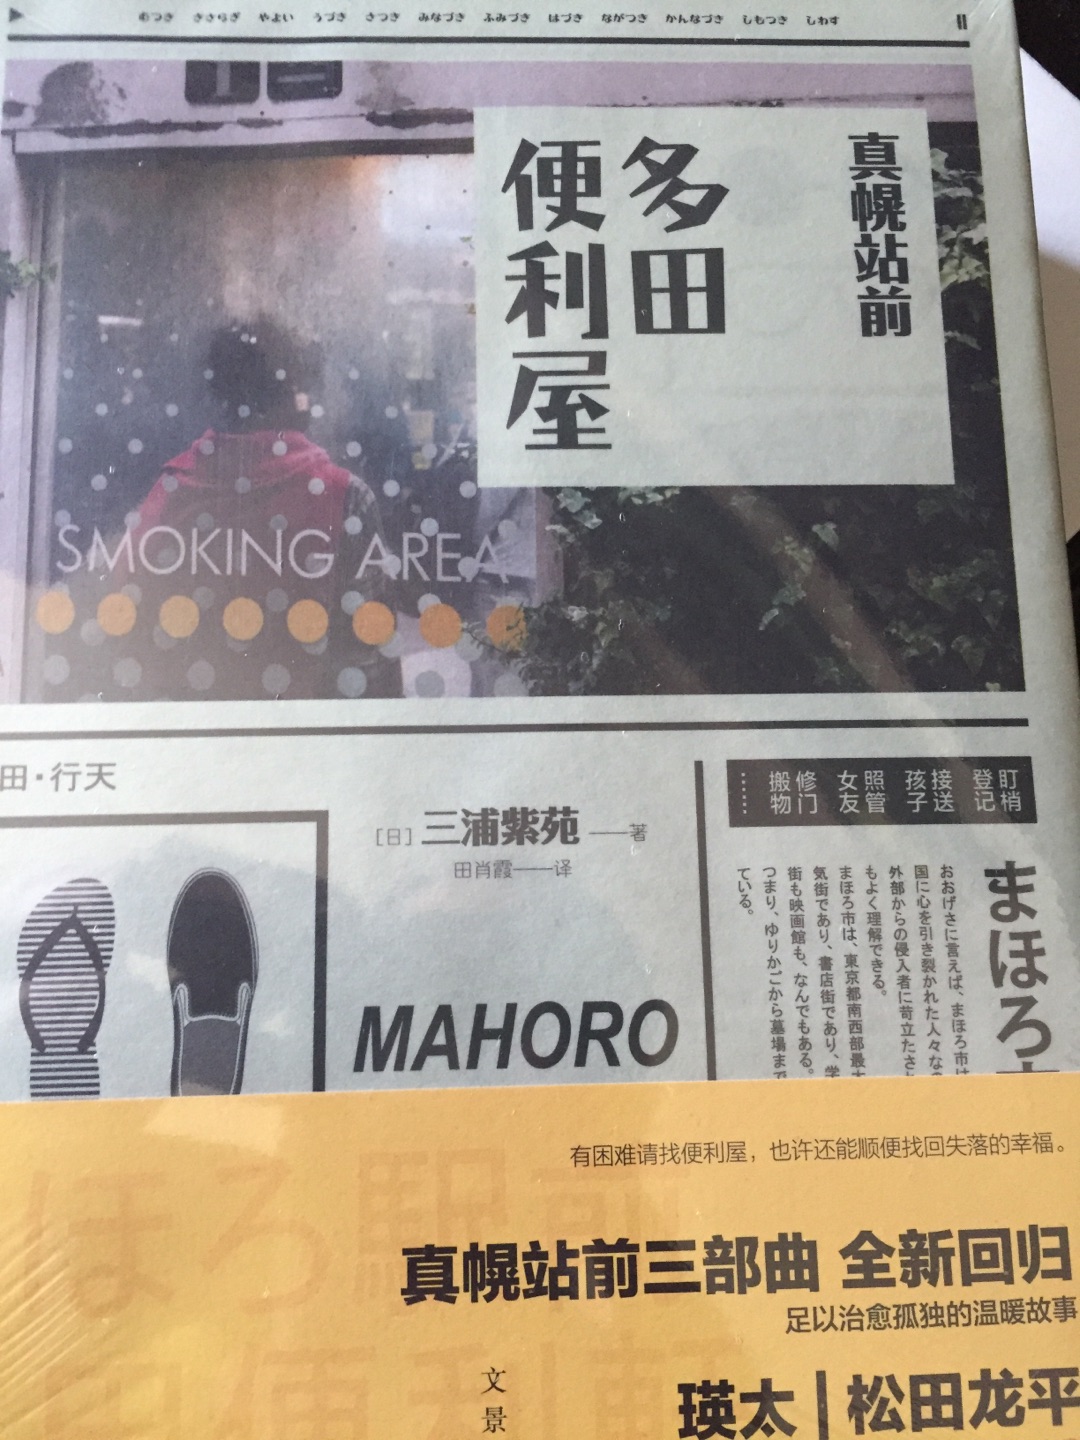 むつき きさらぎ やよい うづき さつき みなづき ふみづき はづき ながつき かんなづき しもつき しわす
真幌站前
多田
便利屋
SMOKING AREA
田·行天
[日]三浦紫苑——著
田肖霞——译
MAHORO
盯梢
登记
接送
孩子
照管
女友
修门
搬物
……
まほろ
おおげさに言えば、まほろ市は
国に心を引き裂かれた人々なの
外部からの侵入者に苛立たされ
もよく理解できる。
まほろ市は、東京都南西部最大
気街であり、書店街であり、学
街も映画館も、なんでもある。
つまり、ゆりかごから墓場まで
ている。
ほろ駅前
有困难请找便利屋，也许还能顺便找回失落的幸福。
真幌站前三部曲 全新回归
足以治愈孤独的温暖故事
瑛太|松田龙平
文景